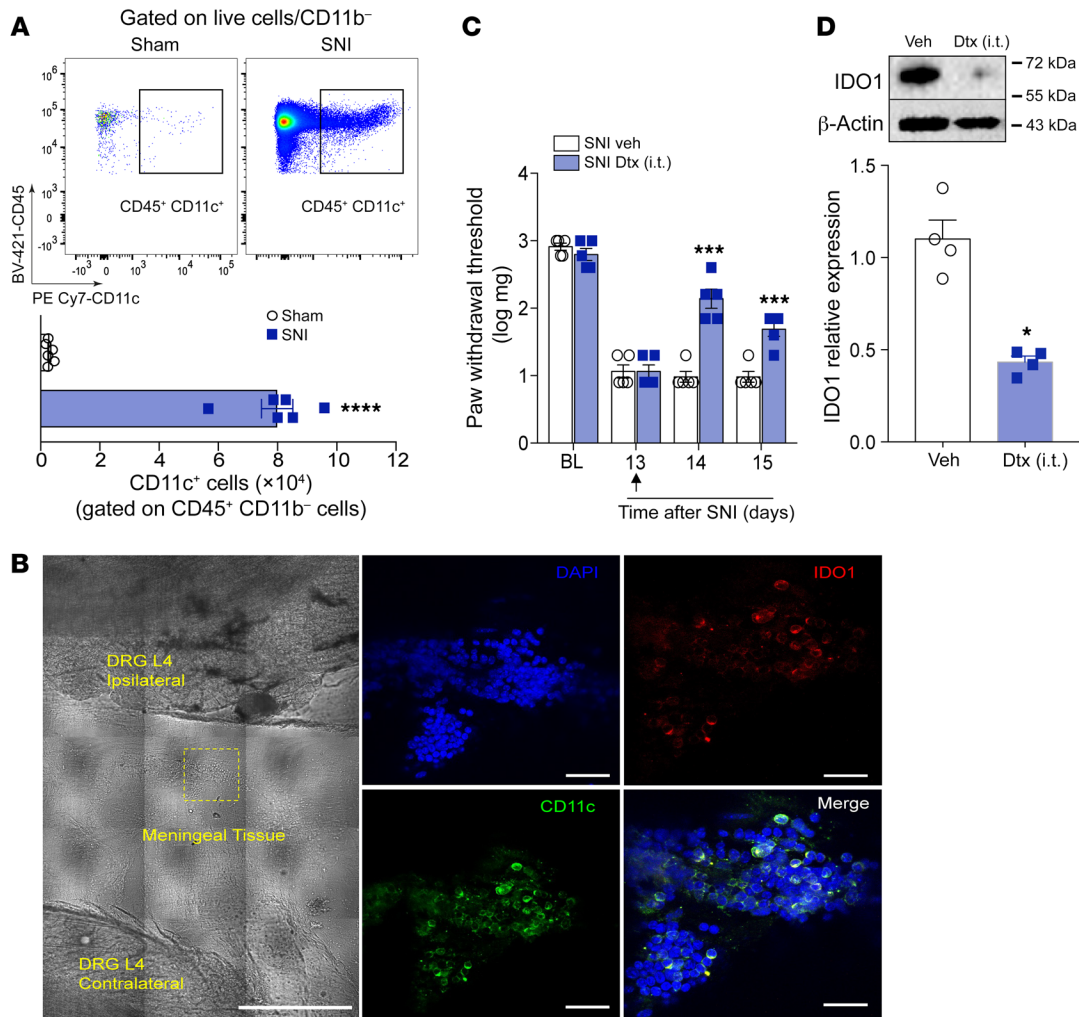 A
Gated on live cells/CD11b⁻
Sham
SNI
10⁶
10⁵
10⁴
10³
0
-10³
CD45⁺ CD11c⁺
CD45⁺ CD11c⁺
BV-421-CD45
-10³ 0 10³ 10⁴ 10⁵
-10³ 0 10³ 10⁴ 10⁵
PE Cy7-CD11c
Sham
SNI
****
0 2 4 6 8 10 12
CD11c⁺ cells (×10⁴)
(gated on CD45⁺ CD11b⁻ cells)
C
SNI veh
SNI Dtx (i.t.)
Paw withdrawal threshold
(log mg)
4
3
2
1
0
***
***
BL 13 14 15
Time after SNI (days)
D
Veh Dtx (i.t.)
IDO1
β-Actin
72 kDa
55 kDa
43 kDa
IDO1 relative expression
1.5
1.0
0.5
0.0
*
Veh Dtx (i.t.)
B
DRG L4
Ipsilateral
Meningeal Tissue
DRG L4
Contralateral
DAPI
IDO1
CD11c
Merge